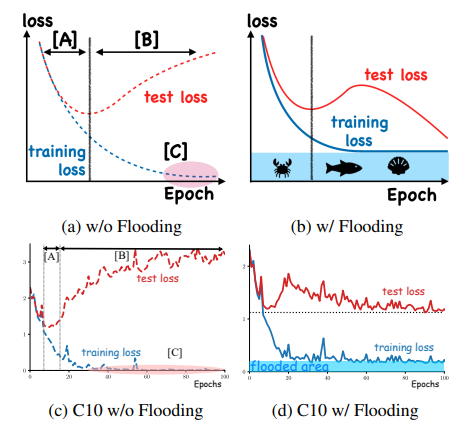 loss
[A]
[B]
test loss
training
loss
[C]
Epoch
(a) w/o Flooding
loss
test loss
training
loss
Epoch
(b) w/ Flooding
[A]
[B]
3
2
1
0
test loss
training loss
[C]
0
20
40
60
80
100
Epochs
(c) C10 w/o Flooding
2
1
0
test loss
training loss
flooded area
0
20
40
60
80
100
Epochs
(d) C10 w/ Flooding